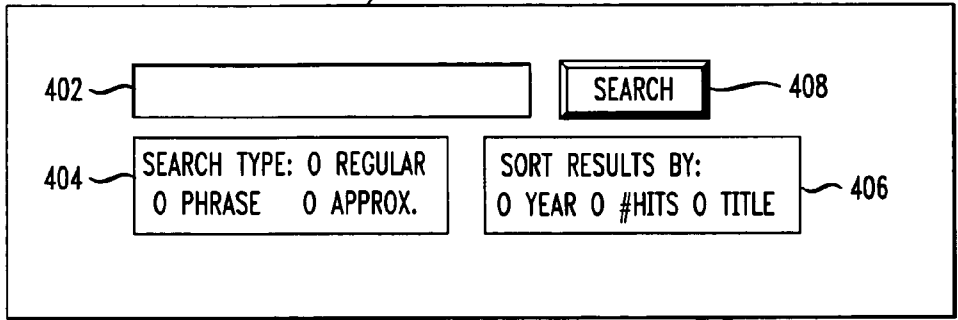 402
SEARCH
408
404
SEARCH TYPE: O REGULAR
O PHRASE O APPROX.
SORT RESULTS BY:
O YEAR O #HITS O TITLE
406